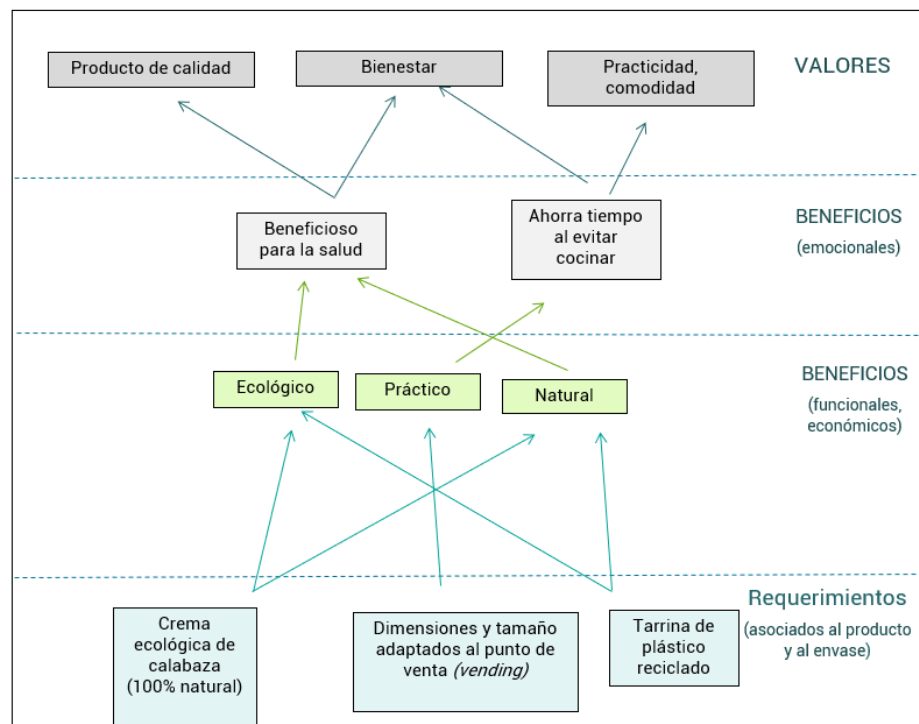 Producto de calidad
Bienestar
Practicidad,
comodidad
VALORES
Beneficioso
para la salud
Ahorra tiempo
al evitar
cocinar
BENEFICIOS
(emocionales)
Ecológico
Práctico
Natural
BENEFICIOS
(funcionales,
económicos)
Crema
ecológica de
calabaza
(100% natural)
Dimensiones y tamaño
adaptados al punto de
venta (vending)
Tarrina de
plástico
reciclado
Requerimientos
(asociados al producto
y al envase)